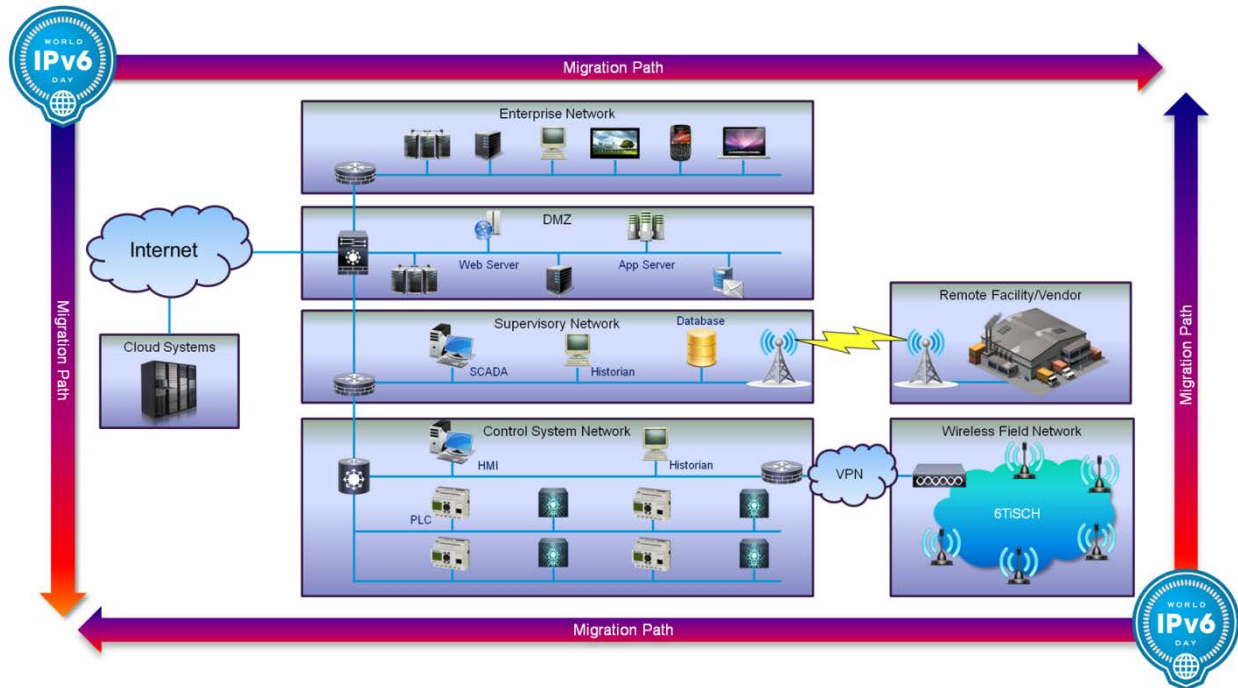 WORLD
IPv6
DAY
Migration Path
Enterprise Network
Internet
DMZ
Web Server
App Server
Migration Path
Cloud Systems
Supervisory Network
Database
SCADA
Historian
Remote Facility/Vendor
Migration Path
Control System Network
HMI
Historian
VPN
Wireless Field Network
PLC
6TiSCH
Migration Path
WORLD
IPv6
DAY